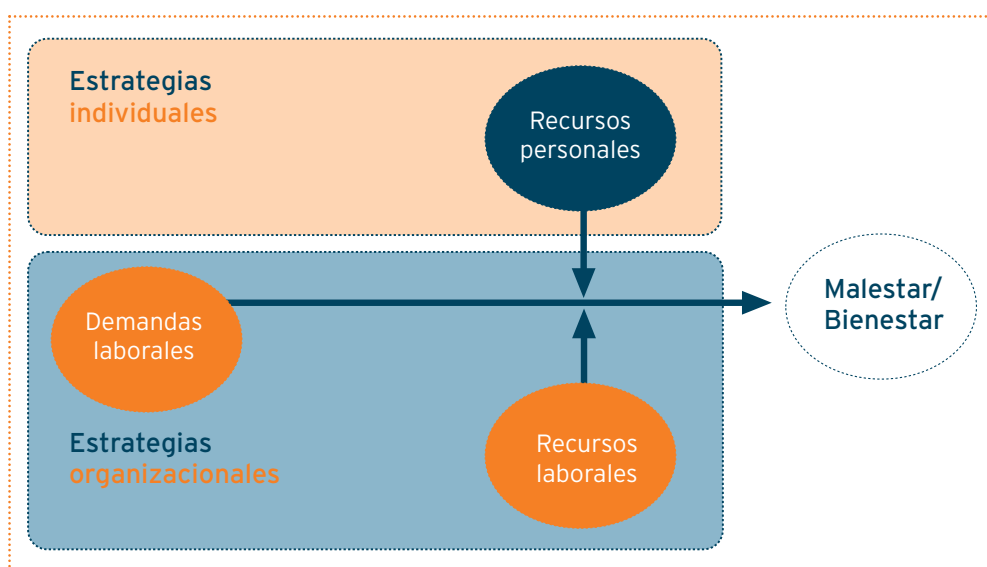 Estrategias
individuales
Recursos
personales
Demandas
laborales
Malestar/
Bienestar
Estrategias
organizacionales
Recursos
laborales